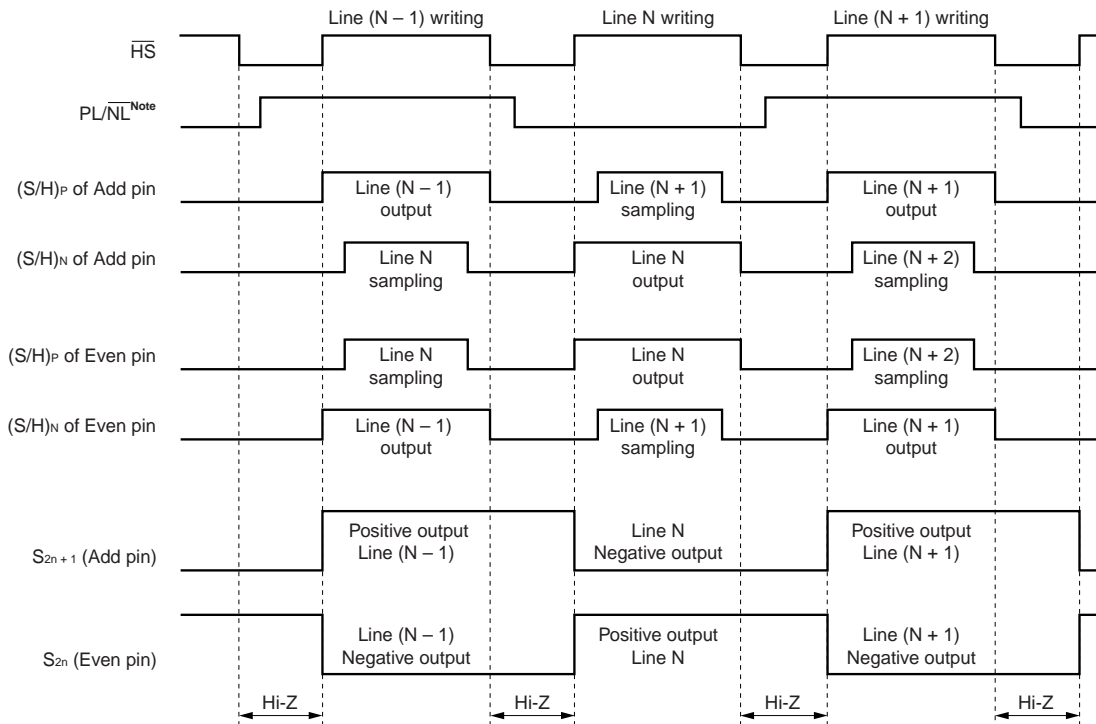 Line (N – 1) writing
Line N writing
Line (N + 1) writing
HS
PL/NL Note
(S/H)P of Add pin
Line (N – 1)
output
Line (N + 1)
sampling
Line (N + 1)
output
(S/H)N of Add pin
Line N
sampling
Line N
output
Line (N + 2)
sampling
(S/H)P of Even pin
Line N
sampling
Line N
output
Line (N + 2)
sampling
(S/H)N of Even pin
Line (N – 1)
output
Line (N + 1)
sampling
Line (N + 1)
output
S2n + 1 (Add pin)
Positive output
Line (N – 1)
Line N
Negative output
Positive output
Line (N + 1)
S2n (Even pin)
Line (N – 1)
Negative output
Positive output
Line N
Line (N + 1)
Negative output
Hi-Z
Hi-Z
Hi-Z
Hi-Z